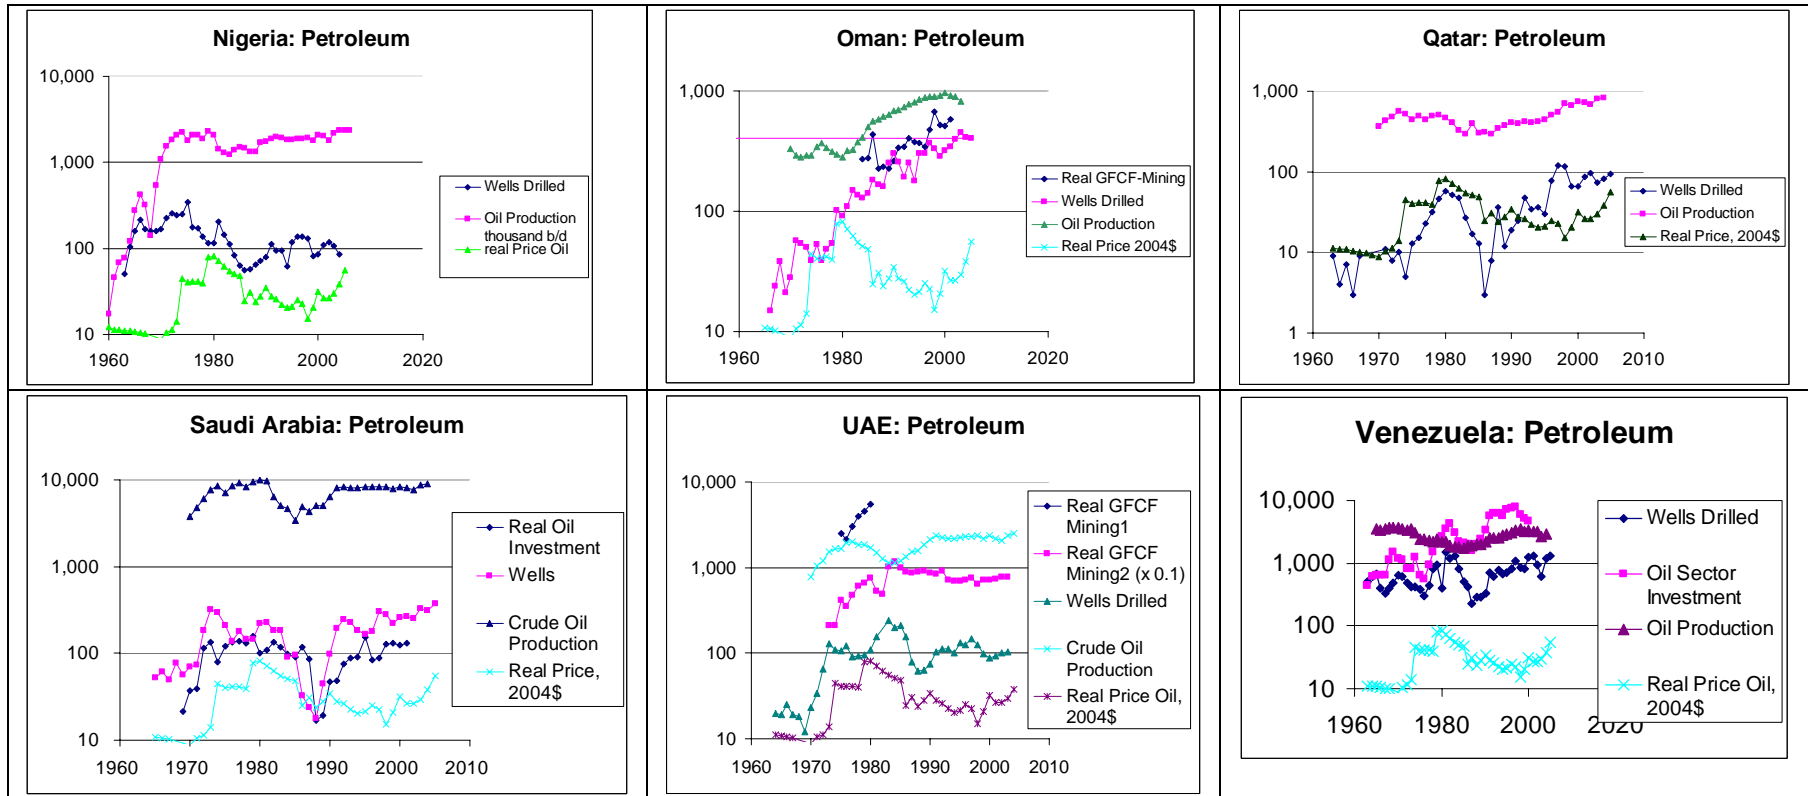 Nigeria: Petroleum
10,000
1,000
100
10
1960
1980
2000
2020
Wells Drilled
Oil Production
thousand b/d
real Price Oil
Oman: Petroleum
1,000
100
10
1960
1980
2000
2020
Real GFCF-Mining
Wells Drilled
Oil Production
Real Price 2004$
Qatar: Petroleum
1,000
100
10
1
1960
1970
1980
1990
2000
2010
Wells Drilled
Oil Production
Real Price, 2004$
Saudi Arabia: Petroleum
10,000
1,000
100
10
1960
1970
1980
1990
2000
2010
Real Oil
Investment
Wells
Crude Oil
Production
Real Price,
2004$
UAE: Petroleum
10,000
1,000
100
10
1960
1970
1980
1990
2000
2010
Real GFCF
Mining1
Real GFCF
Mining2 (x 0.1)
Wells Drilled
Crude Oil
Production
Real Price Oil,
2004$
Venezuela: Petroleum
10,000
1,000
100
10
1960
1980
2000
2020
Wells Drilled
Oil Sector
Investment
Oil Production
Real Price Oil,
2004$